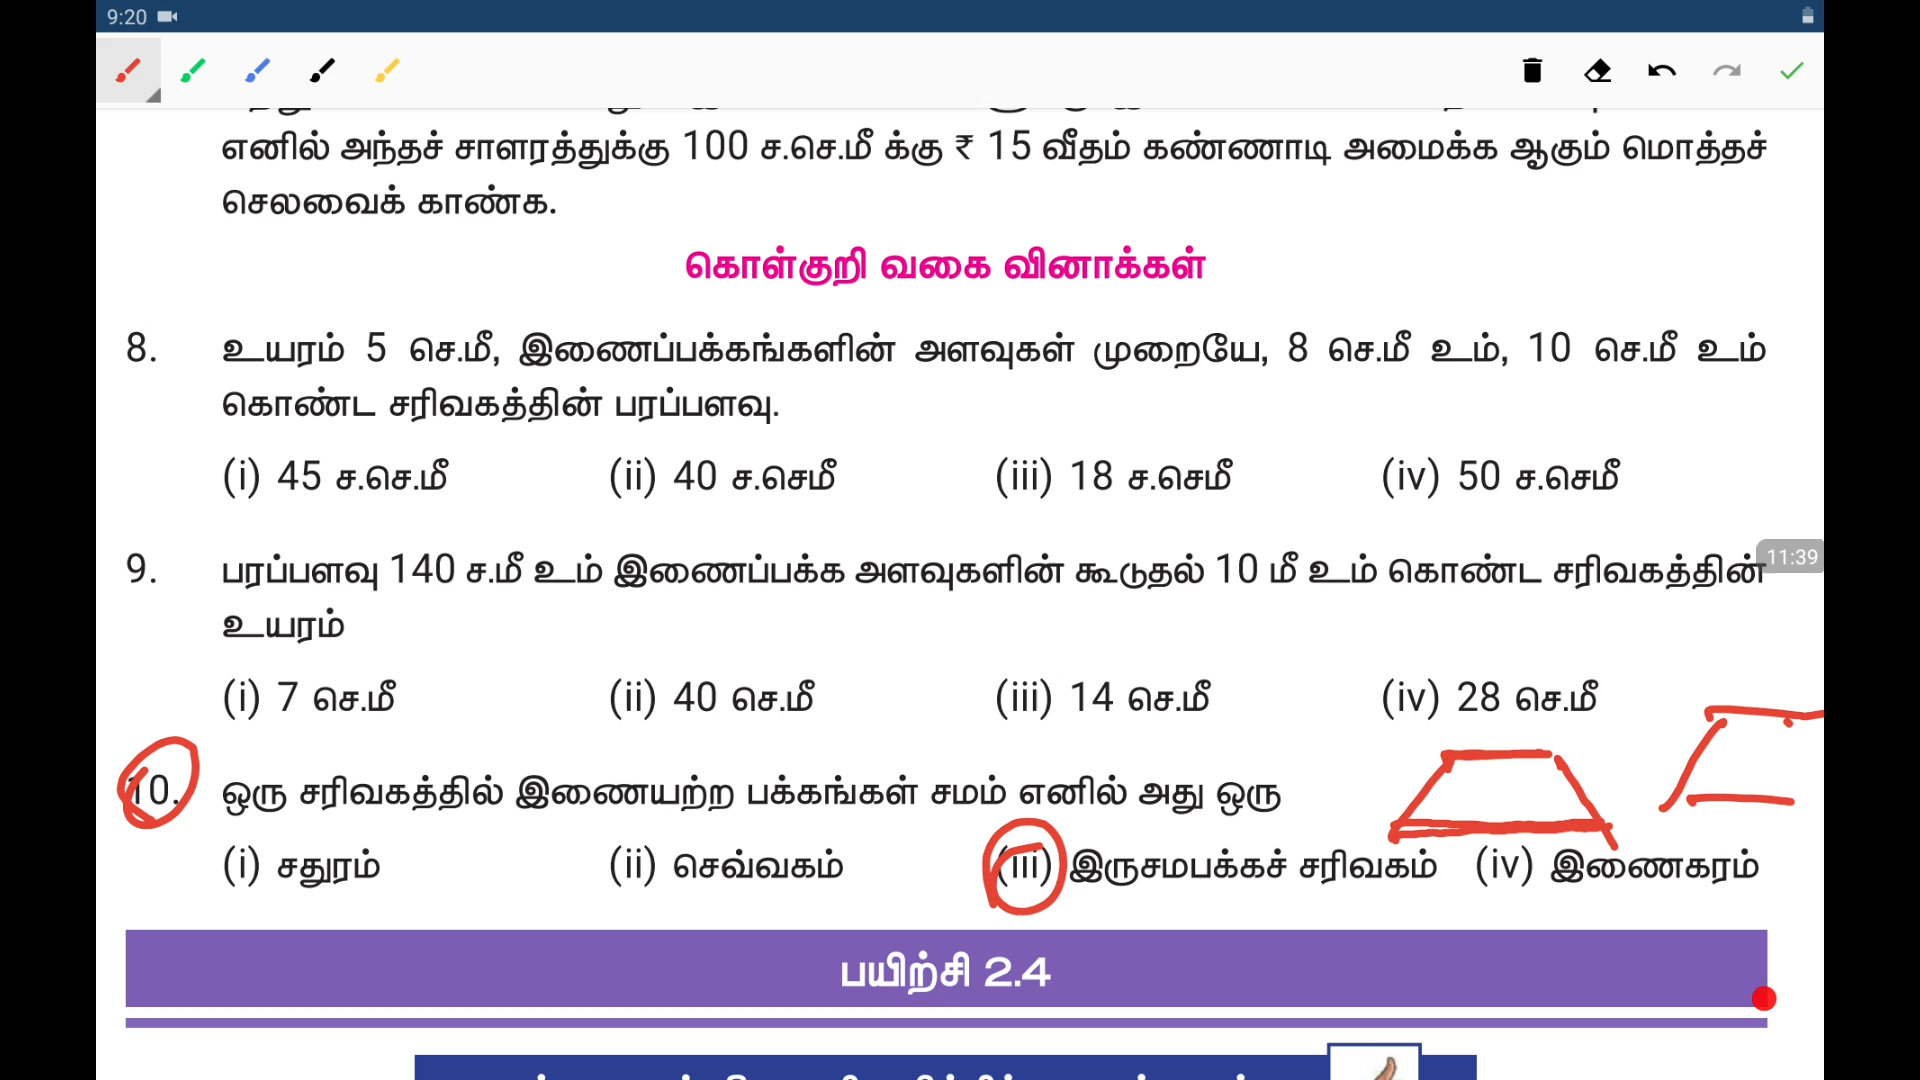 9:20
எனில் அந்தச் சாளரத்துக்கு 100 ச.செ.மீ க்கு ₹ 15 வீதம் கண்ணாடி அமைக்க ஆகும் மொத்தச்
செலவைக் காண்க.
கொள்குறி வகை வினாக்கள்
8. உயரம் 5 செ.மீ, இணைப்பக்கங்களின் அளவுகள் முறையே, 8 செ.மீ உம், 10 செ.மீ உம்
கொண்ட சரிவகத்தின் பரப்பளவு.
(i) 45 ச.செ.மீ (ii) 40 ச.செமீ (iii) 18 ச.செமீ (iv) 50 ச.செமீ
11:39
9. பரப்பளவு 140 ச.மீ உம் இணைப்பக்க அளவுகளின் கூடுதல் 10 மீ உம் கொண்ட சரிவகத்தின்
உயரம்
(i) 7 செ.மீ (ii) 40 செ.மீ (iii) 14 செ.மீ (iv) 28 செ.மீ
10. ஒரு சரிவகத்தில் இணையற்ற பக்கங்கள் சமம் எனில் அது ஒரு
(i) சதுரம் (ii) செவ்வகம் (iii) இருசமபக்கச் சரிவகம் (iv) இணைகரம்
பயிற்சி 2.4